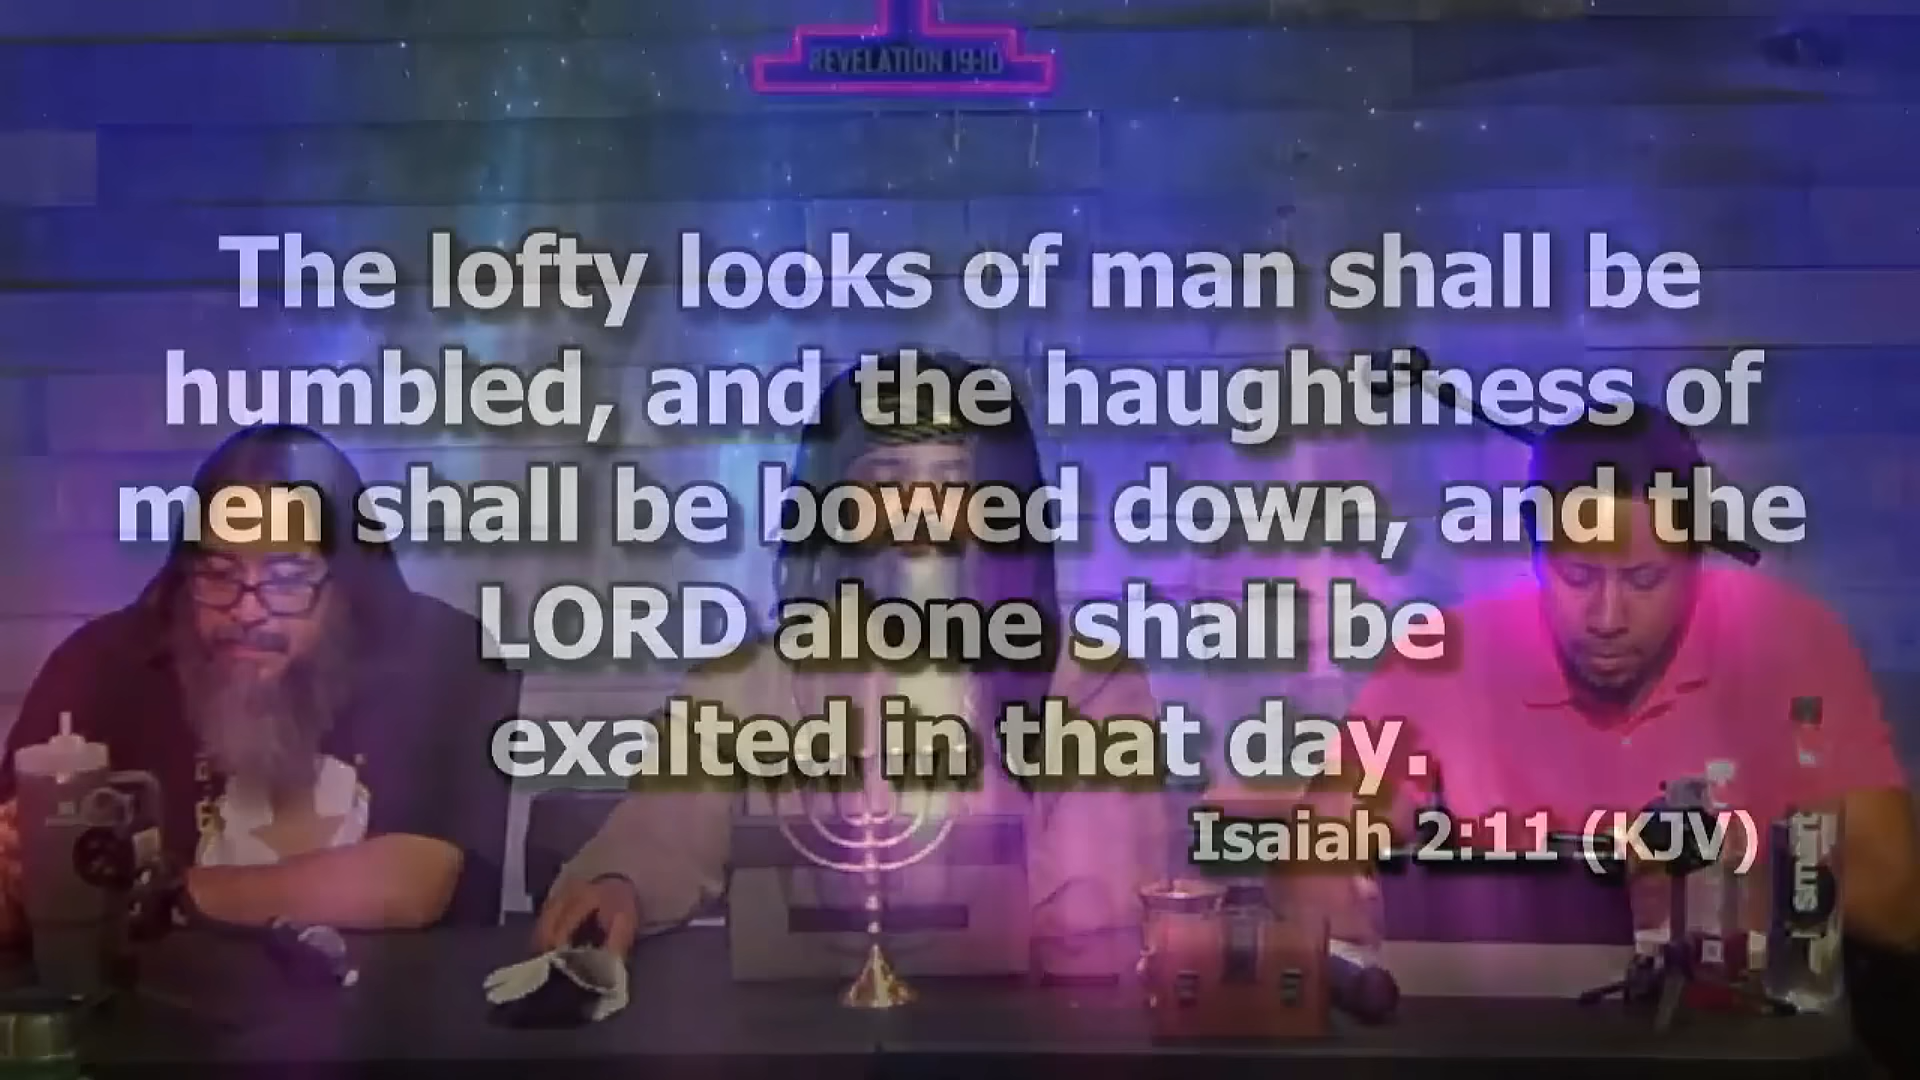 REVELATION 19:10
The lofty looks of man shall be
humbled, and the haughtiness of
men shall be bowed down, and the
LORD alone shall be
exalted in that day.
Isaiah 2:11 (KJV)
smart